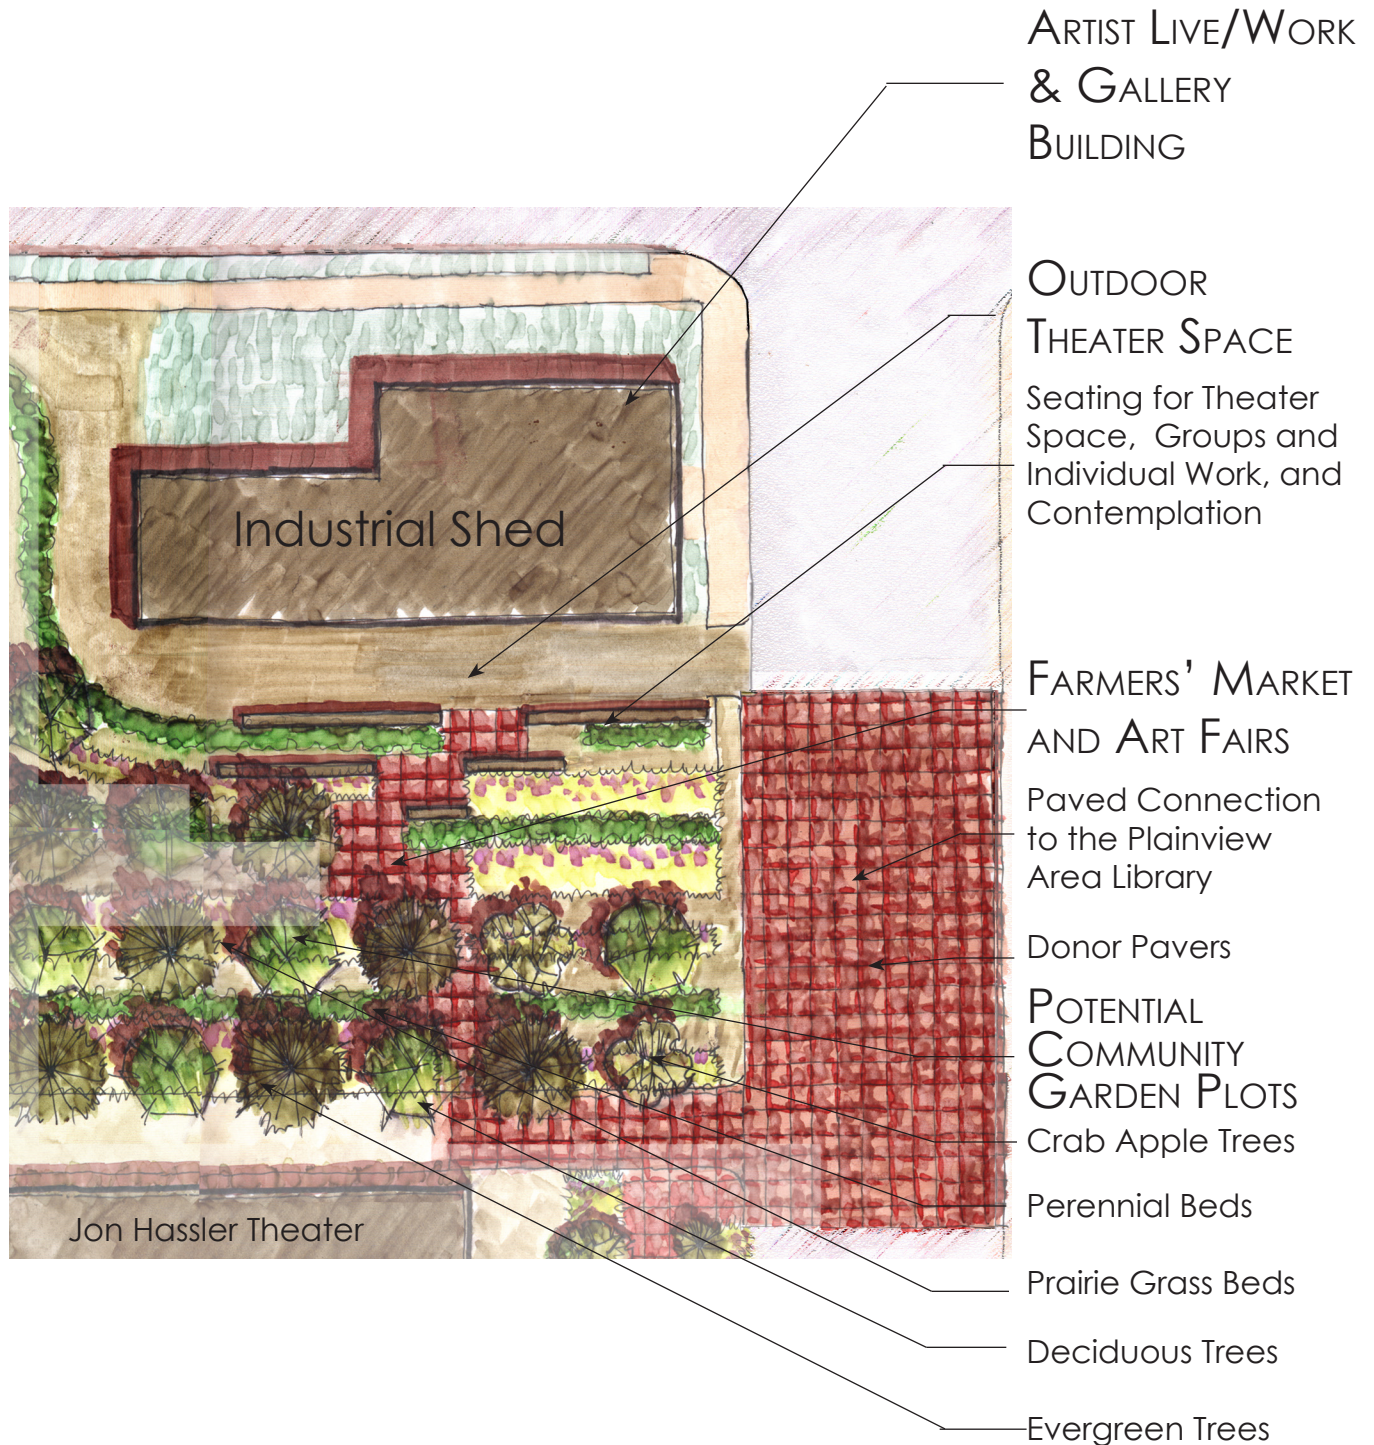 Artist Live/Work
& Gallery
Building
Outdoor
Theater Space
Seating for Theater
Space, Groups and
Individual Work, and
Contemplation
Industrial Shed
Farmers' Market
and Art Fairs
Paved Connection
to the Plainview
Area Library
Donor Pavers
Potential
Community
Garden Plots
Crab Apple Trees
Perennial Beds
Jon Hassler Theater
Prairie Grass Beds
Deciduous Trees
Evergreen Trees